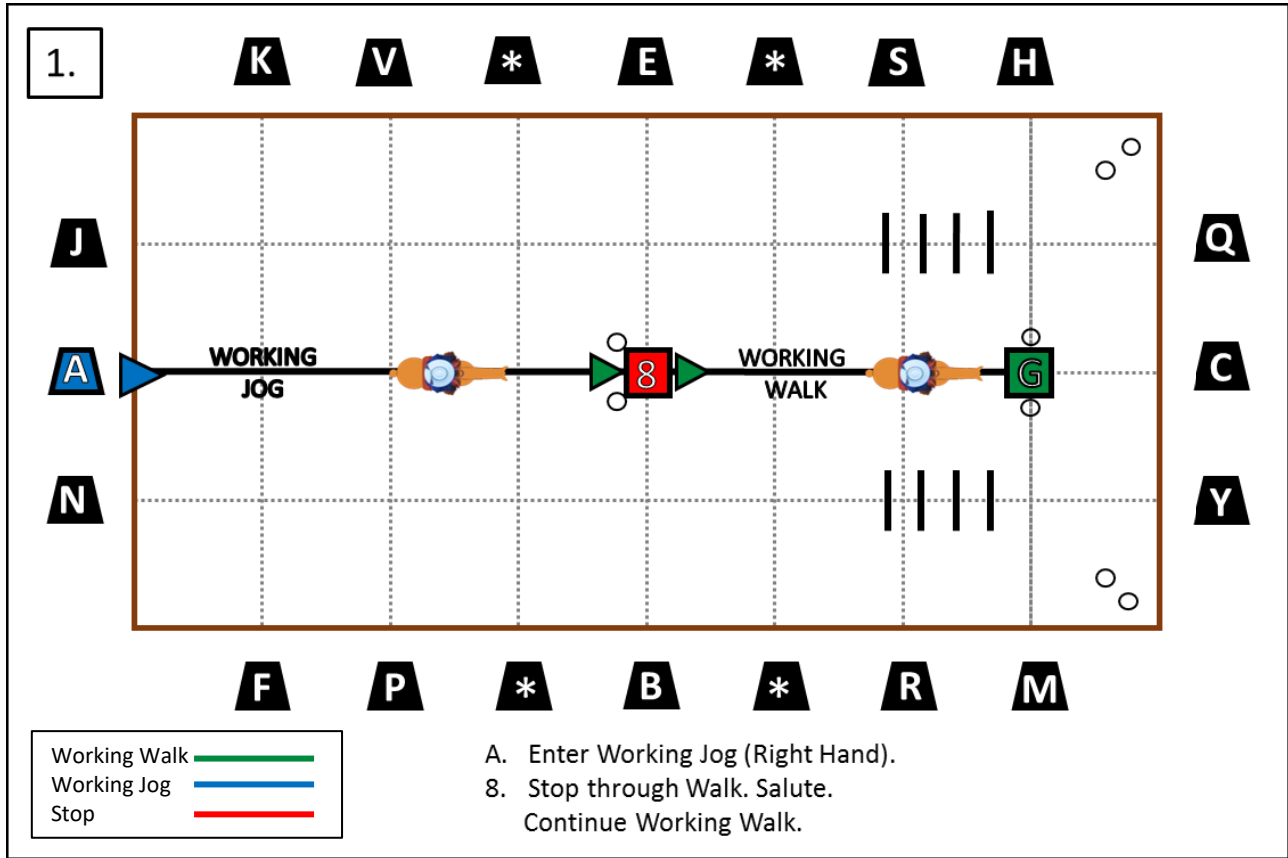 1.
K V * E * S H
J
Q
A
WORKING
JOG
8
WORKING
WALK
G
C
N
Y
F P * B * R M
Working Walk
Working Jog
Stop
A. Enter Working Jog (Right Hand).
8. Stop through Walk. Salute.
Continue Working Walk.